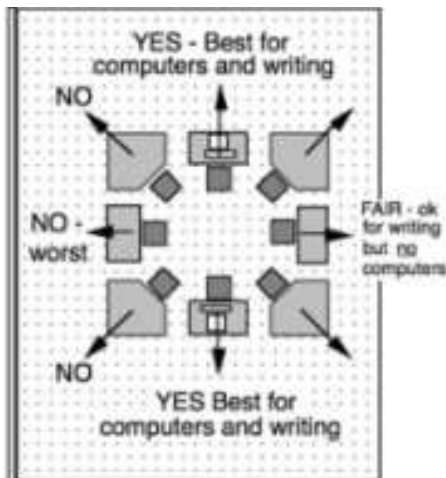 YES - Best for
computers and writing
NO
NO -
worst
FAIR - ok
for writing
but no
computers
NO
YES Best for
computers and writing